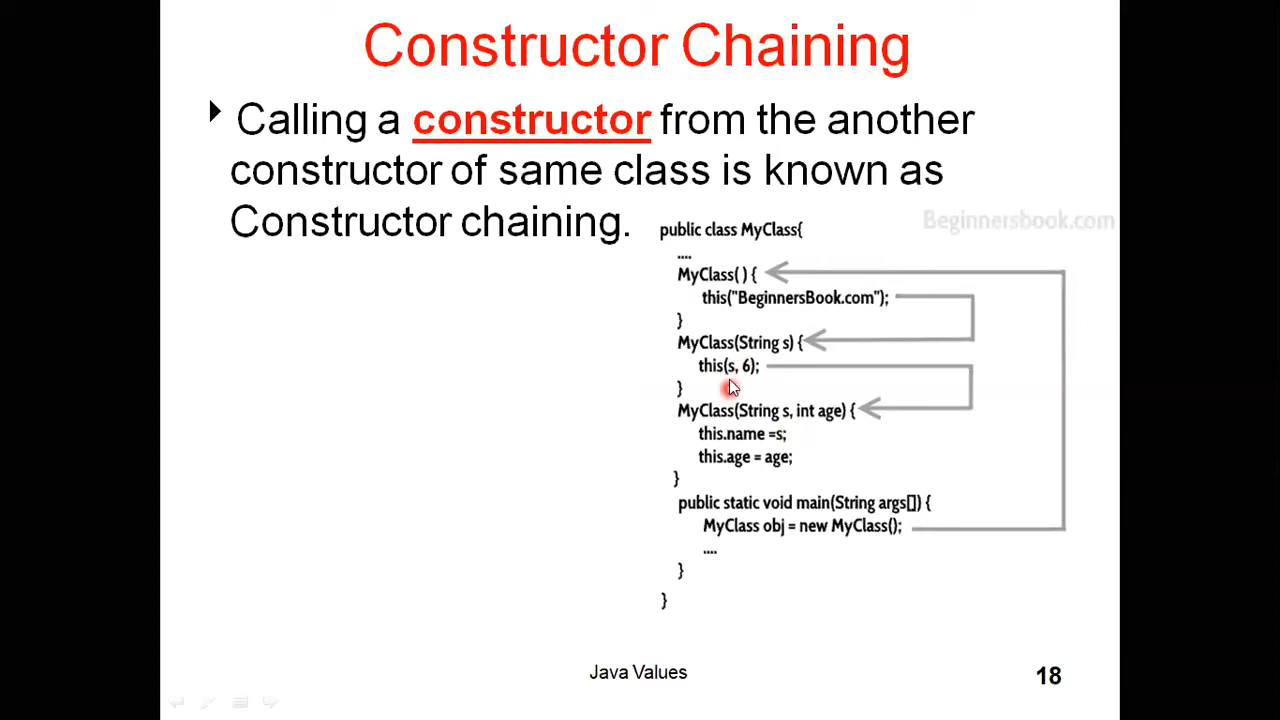 Constructor Chaining
Calling a constructor from the another
constructor of same class is known as
Constructor chaining.
Beginnersbook.com
public class MyClass{
....
MyClass( ) {
this("BeginnersBook.com");
}
MyClass(String s) {
this(s, 6);
}
MyClass(String s, int age) {
this.name =s;
this.age = age;
}
public static void main(String args[]) {
MyClass obj = new MyClass();
....
}
}
Java Values
18